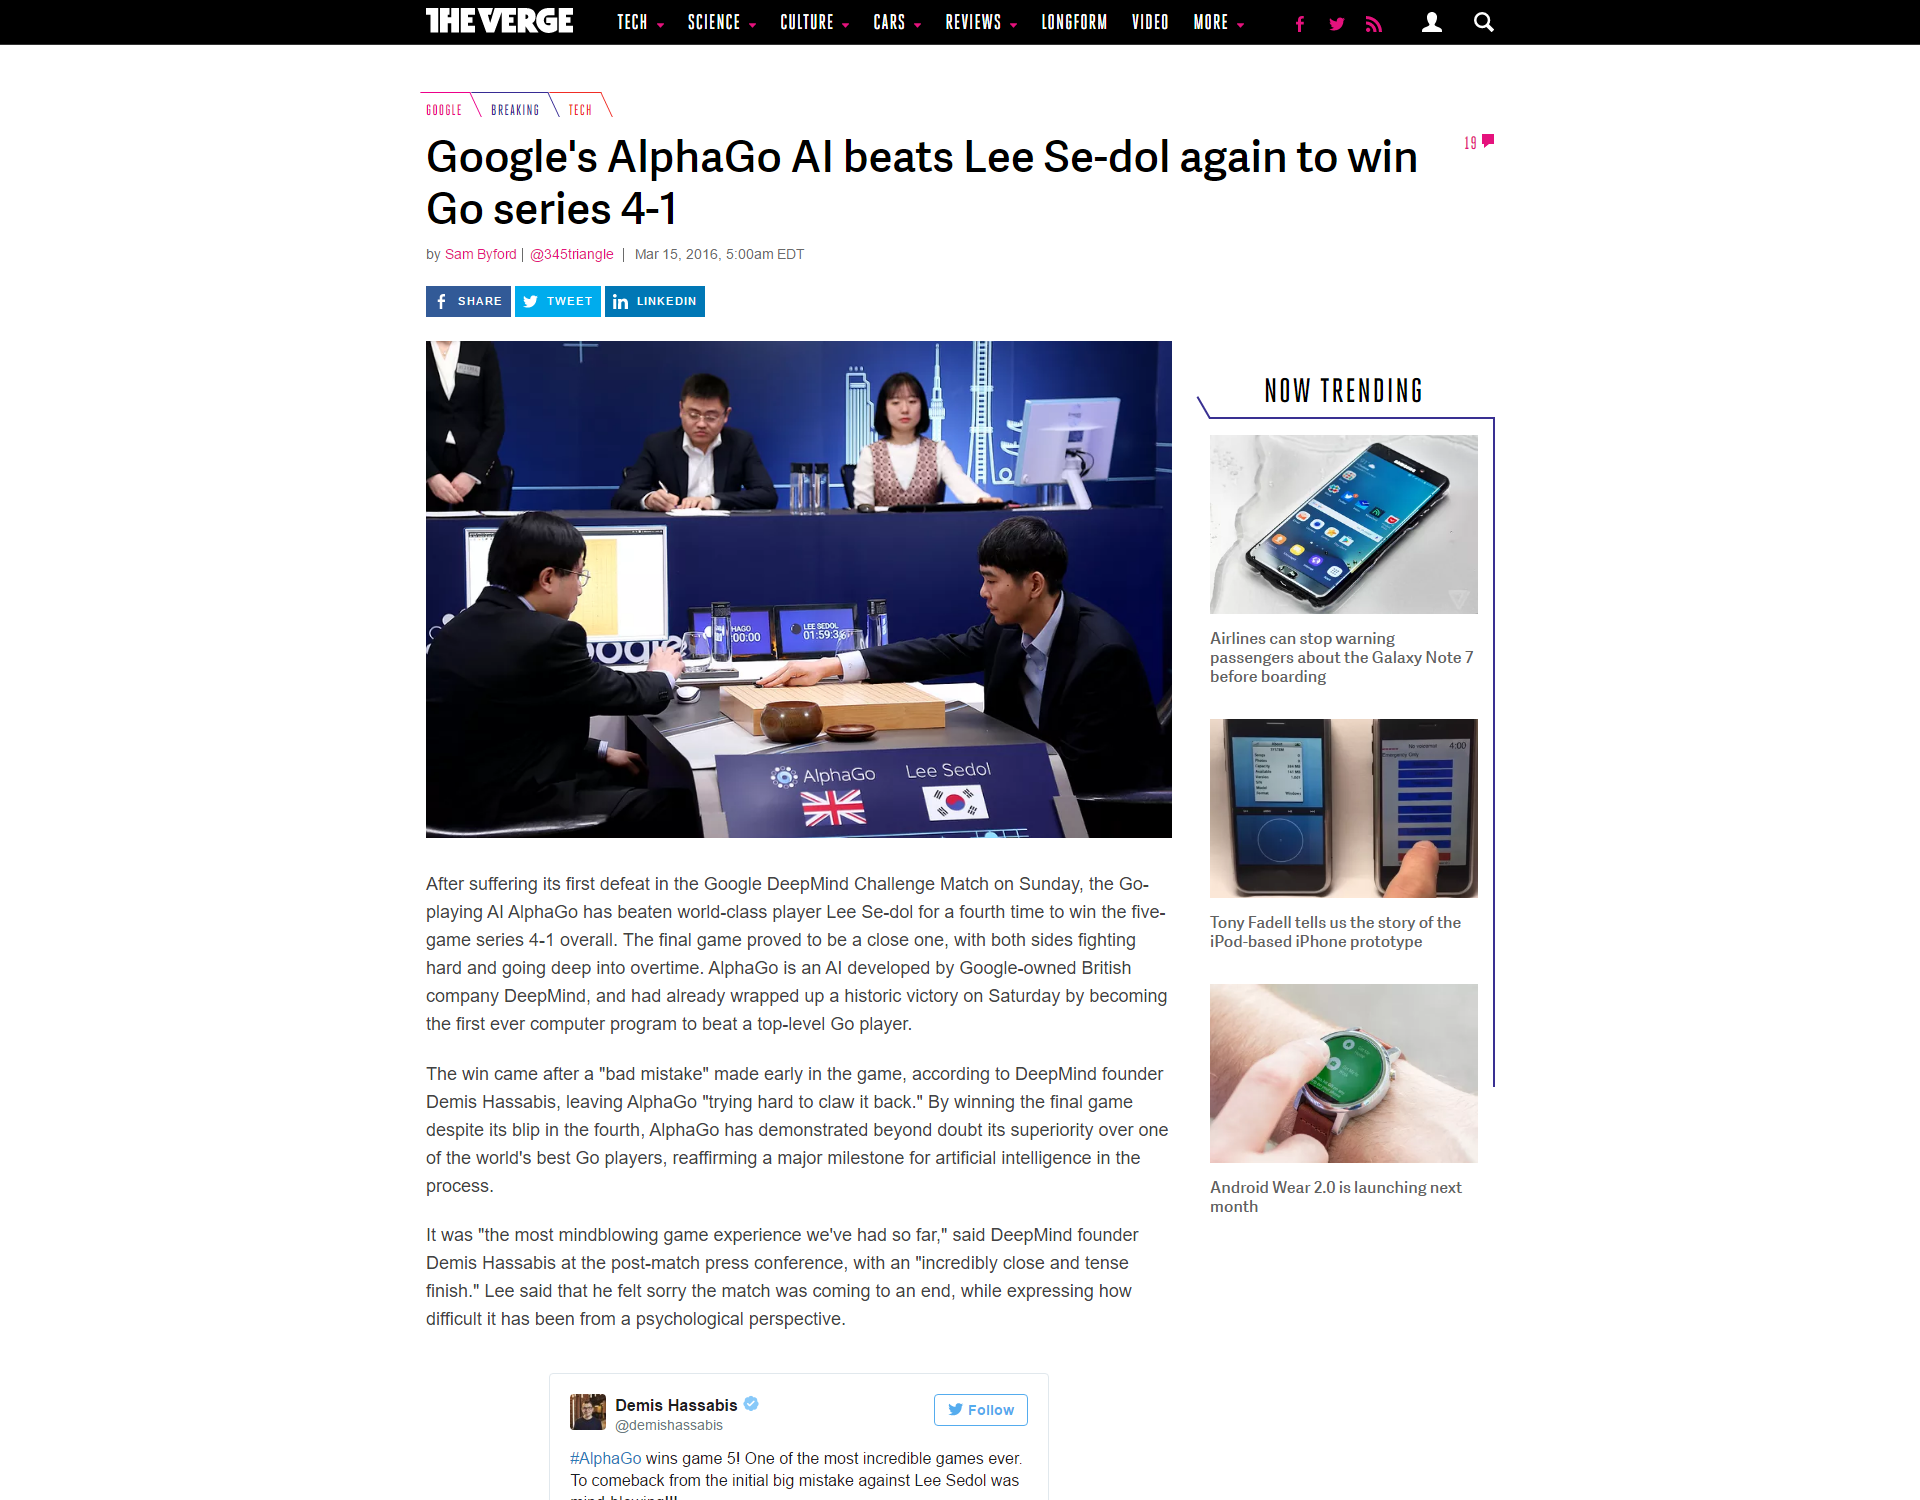 THE VERGE
TECH SCIENCE CULTURE CARS REVIEWS LONGFORM VIDEO MORE
GOOGLE BREAKING TECH
Google's AlphaGo AI beats Lee Se-dol again to win
Go series 4-1
19
by Sam Byford | @345triangle | Mar 15, 2016, 5:00am EDT
SHARE TWEET LINKEDIN
LEE SEDOL
01:59:36
AlphaGo Lee Sedol
After suffering its first defeat in the Google DeepMind Challenge Match on Sunday, the Go-
playing AI AlphaGo has beaten world-class player Lee Se-dol for a fourth time to win the five-
game series 4-1 overall. The final game proved to be a close one, with both sides fighting
hard and going deep into overtime. AlphaGo is an AI developed by Google-owned British
company DeepMind, and had already wrapped up a historic victory on Saturday by becoming
the first ever computer program to beat a top-level Go player.
The win came after a "bad mistake" made early in the game, according to DeepMind founder
Demis Hassabis, leaving AlphaGo "trying hard to claw it back." By winning the final game
despite its blip in the fourth, AlphaGo has demonstrated beyond doubt its superiority over one
of the world's best Go players, reaffirming a major milestone for artificial intelligence in the
process.
It was "the most mindblowing game experience we've had so far," said DeepMind founder
Demis Hassabis at the post-match press conference, with an "incredibly close and tense
finish." Lee said that he felt sorry the match was coming to an end, while expressing how
difficult it has been from a psychological perspective.
Demis Hassabis
@demishassabis
Follow
#AlphaGo wins game 5! One of the most incredible games ever.
To comeback from the initial big mistake against Lee Sedol was
NOW TRENDING
Airlines can stop warning
passengers about the Galaxy Note 7
before boarding
No service 4:00
Emergency Only
Tony Fadell tells us the story of the
iPod-based iPhone prototype
Android Wear 2.0 is launching next
month